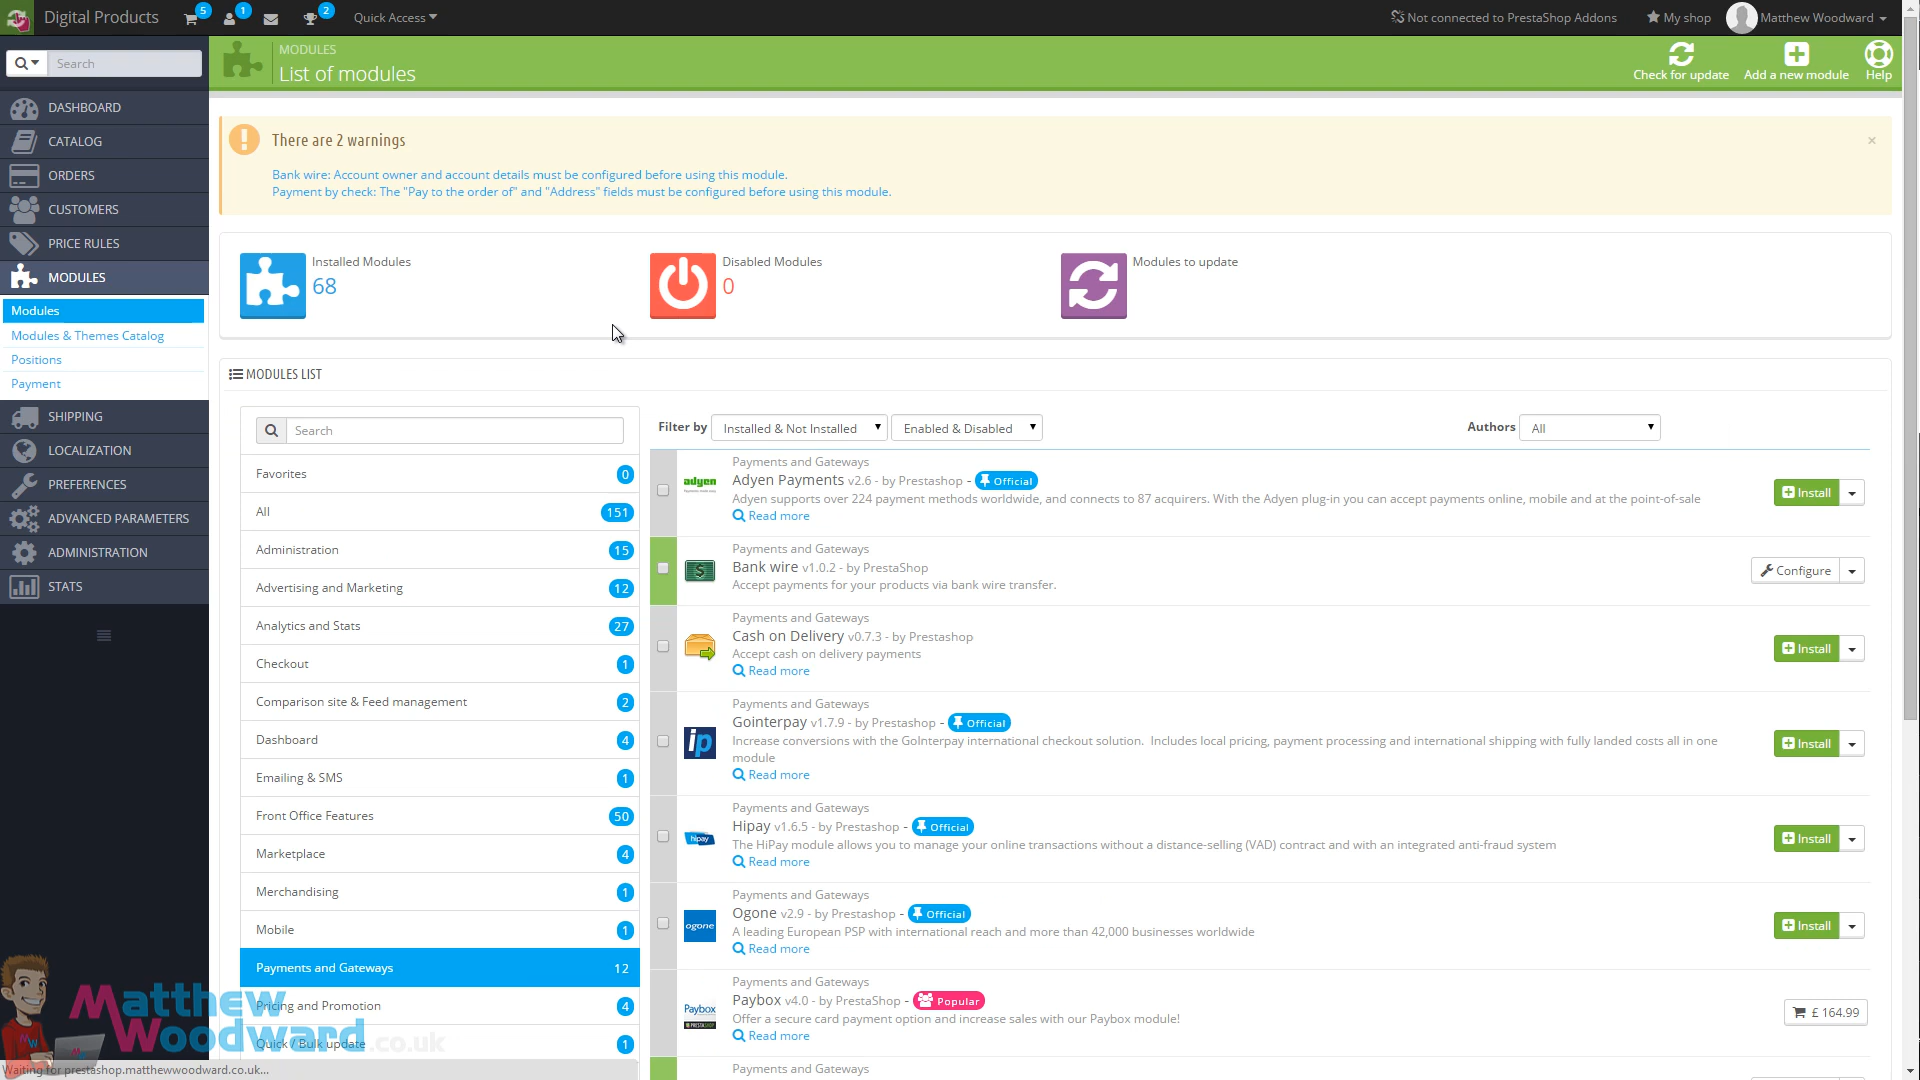 Digital Products 5 1 2 Quick Access Not connected to PrestaShop Addons My shop Matthew Woodward
Search
MODULES
List of modules
Check for update Add a new module Help
DASHBOARD
CATALOG
ORDERS
CUSTOMERS
PRICE RULES
MODULES
Modules
Modules & Themes Catalog
Positions
Payment
SHIPPING
LOCALIZATION
PREFERENCES
ADVANCED PARAMETERS
ADMINISTRATION
STATS
There are 2 warnings ×
Bank wire: Account owner and account details must be configured before using this module.
Payment by check: The "Pay to the order of" and "Address" fields must be configured before using this module.
Installed Modules
68
Disabled Modules
0
Modules to update
MODULES LIST
Search
Favorites 0
All 151
Administration 15
Advertising and Marketing 12
Analytics and Stats 27
Checkout 1
Comparison site & Feed management 2
Dashboard 4
Emailing & SMS 1
Front Office Features 50
Marketplace 4
Merchandising 1
Mobile 1
Payments and Gateways 12
Pricing and Promotion 4
Quick / Bulk update 1
Filter by Installed & Not Installed Enabled & Disabled Authors All
Payments and Gateways
adyen
Adyen Payments v2.6 - by Prestashop - Official
Adyen supports over 224 payment methods worldwide, and connects to 87 acquirers. With the Adyen plug-in you can accept payments online, mobile and at the point-of-sale
Read more
Install
Payments and Gateways
Bank wire v1.0.2 - by PrestaShop
Accept payments for your products via bank wire transfer.
Configure
Payments and Gateways
Cash on Delivery v0.7.3 - by Prestashop
Accept cash on delivery payments
Read more
Install
Payments and Gateways
ip
Gointerpay v1.7.9 - by Prestashop - Official
Increase conversions with the GoInterpay international checkout solution. Includes local pricing, payment processing and international shipping with fully landed costs all in one
module
Read more
Install
Payments and Gateways
hipay
Hipay v1.6.5 - by Prestashop - Official
The HiPay module allows you to manage your online transactions without a distance-selling (VAD) contract and with an integrated anti-fraud system
Read more
Install
Payments and Gateways
ogone
Ogone v2.9 - by Prestashop - Official
A leading European PSP with international reach and more than 42,000 businesses worldwide
Read more
Install
Payments and Gateways
Paybox
PRESTASHOP
Paybox v4.0 - by PrestaShop - Popular
Offer a secure card payment option and increase sales with our Paybox module!
Read more
£ 164.99
Payments and Gateways
Matthew
Woodward.co.uk
MW
Waiting for prestashop.matthewwoodward.co.uk...